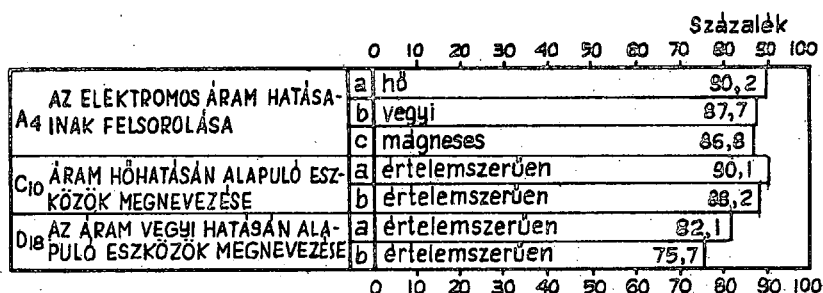 Százalék
0 10 20 30 40 50 60 70 80 90 100
A4 AZ ELEKTROMOS ÁRAM HATÁSA-
INAK FELSOROLÁSA
a hő 90,2
b vegyi 87,7
c mágneses 86,8
C10 ÁRAM HŐHATÁSÁN ALAPULÓ ESZ-
KÖZÖK MEGNEVEZÉSE
a értelemszerűen 90,1
b értelemszerűen 88,2
D18 AZ ÁRAM VEGYI HATÁSÁN ALA-
PULÓ ESZKÖZÖK MEGNEVEZÉSE
a értelemszerűen 82,1
b értelemszerűen 75,7
0 10 20 30 40 50 60 70 80 90 100